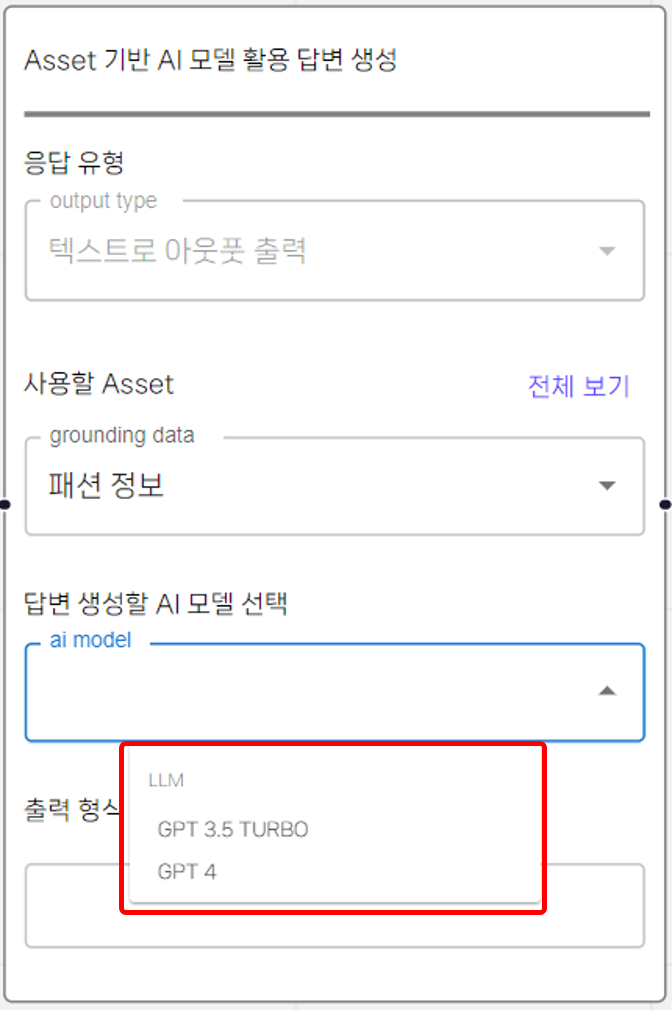 Asset 기반 AI 모델 활용 답변 생성
응답 유형
output type
텍스트로 아웃풋 출력
사용할 Asset 전체 보기
grounding data
패션 정보
답변 생성할 AI 모델 선택
ai model
LLM
출력 형식
GPT 3.5 TURBO
GPT 4